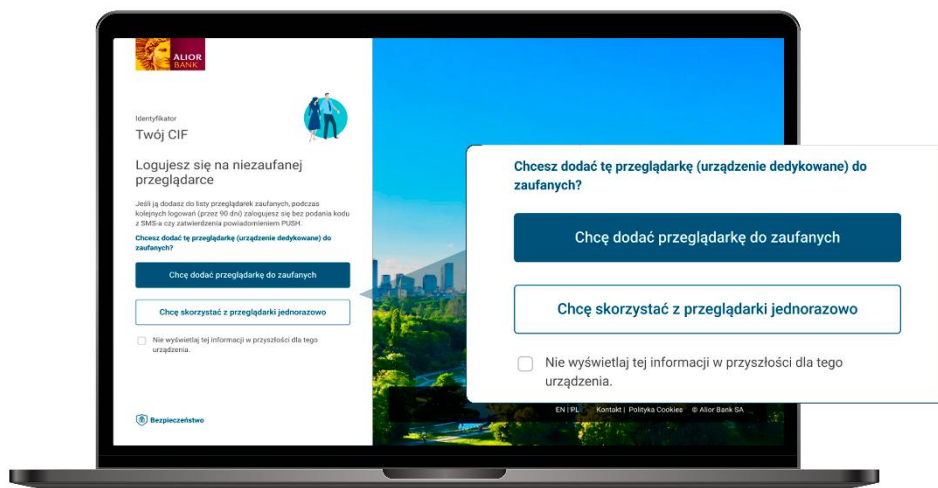 ALIOR
BANK
Identyfikator
Twój CIF
Logujesz się na niezaufanej
przeglądarce
Jeśli ją dodasz do listy przeglądarek zaufanych, podczas
kolejnych logowań (przez 90 dni) zalogujesz się bez podania kodu
z SMS-a czy zatwierdzenia powiadomieniem PUSH.
Chcesz dodać tę przeglądarkę (urządzenie dedykowane) do
zaufanych?
Chcę dodać przeglądarkę do zaufanych
Chcę skorzystać z przeglądarki jednorazowo
Nie wyświetlaj tej informacji w przyszłości dla tego
urządzenia.
Bezpieczeństwo
Chcesz dodać tę przeglądarkę (urządzenie dedykowane) do
zaufanych?
Chcę dodać przeglądarkę do zaufanych
Chcę skorzystać z przeglądarki jednorazowo
Nie wyświetlaj tej informacji w przyszłości dla tego
urządzenia.
EN | PL Kontakt | Polityka Cookies © Alior Bank SA